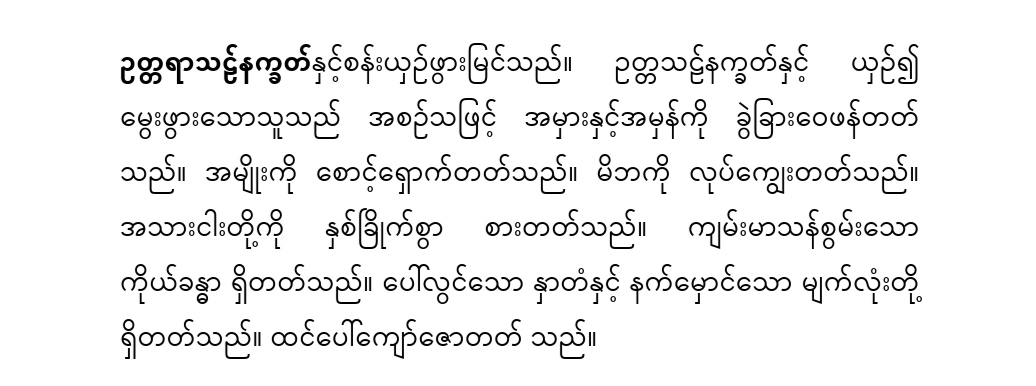 ဥတ္တရာသဠ်နက္ခတ်နှင့်စန်းယှဉ်ဖွားမြင်သည်။ ဥတ္တသဠ်နက္ခတ်နှင့် ယှဉ်၍
မွေးဖွားသောသူသည် အစဉ်သဖြင့် အမှားနှင့်အမှန်ကို ခွဲခြားဝေဖန်တတ်
သည်။ အမျိုးကို စောင့်ရှောက်တတ်သည်။ မိဘကို လုပ်ကျွေးတတ်သည်။
အသားငါးတို့ကို နှစ်ခြိုက်စွာ စားတတ်သည်။ ကျမ်းမာသန်စွမ်းသော
ကိုယ်ခန္ဓာ ရှိတတ်သည်။ ပေါ်လွင်သော နှာတံနှင့် နက်မှောင်သော မျက်လုံးတို့
ရှိတတ်သည်။ ထင်ပေါ်ကျော်ဇောတတ် သည်။